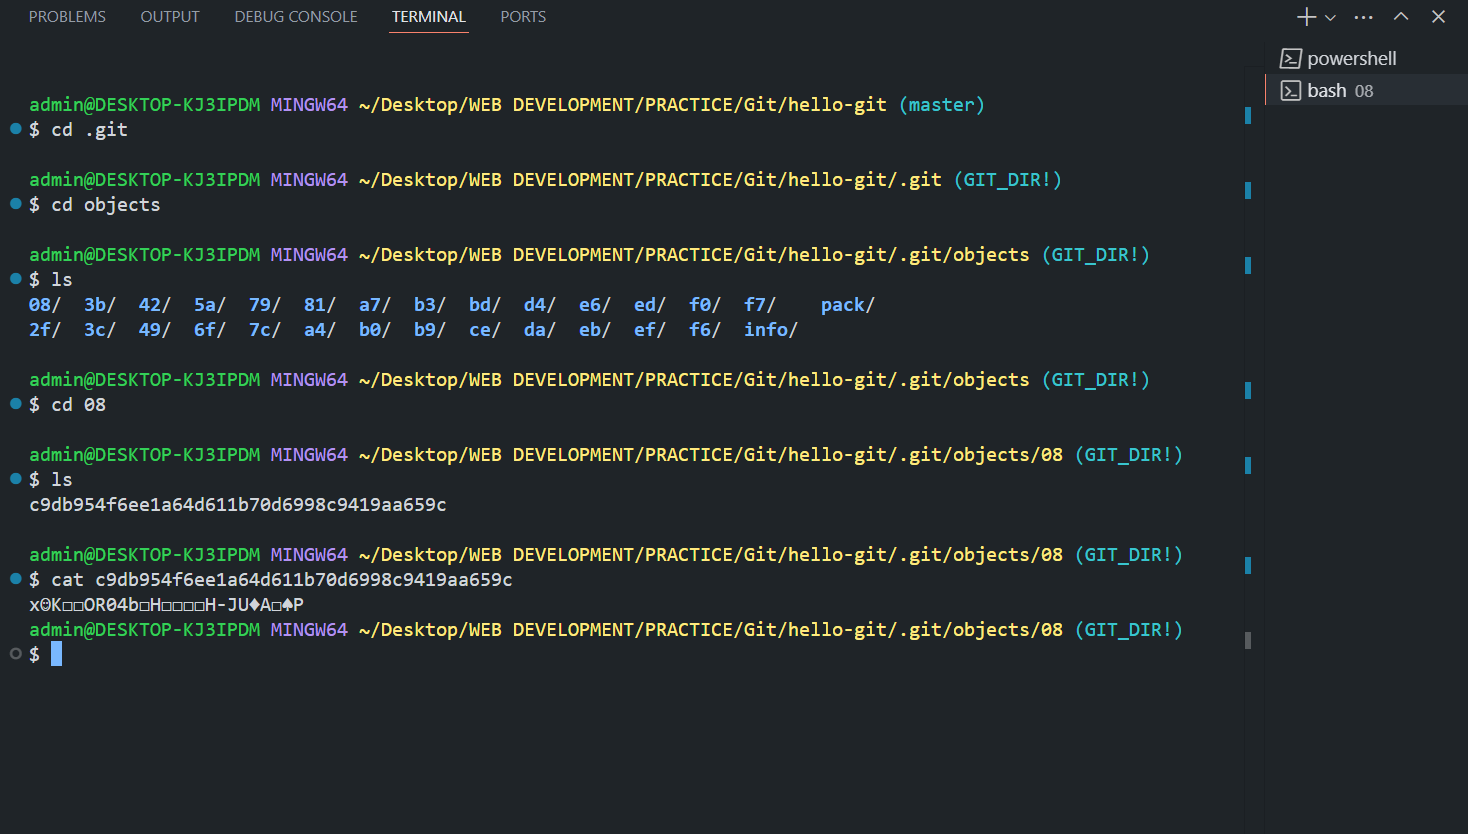 PROBLEMS OUTPUT DEBUG CONSOLE TERMINAL PORTS
powershell
bash 08
admin@DESKTOP-KJ3IPDM MINGW64 ~/Desktop/WEB DEVELOPMENT/PRACTICE/Git/hello-git (master)
$ cd .git
admin@DESKTOP-KJ3IPDM MINGW64 ~/Desktop/WEB DEVELOPMENT/PRACTICE/Git/hello-git/.git (GIT_DIR!)
$ cd objects
admin@DESKTOP-KJ3IPDM MINGW64 ~/Desktop/WEB DEVELOPMENT/PRACTICE/Git/hello-git/.git/objects (GIT_DIR!)
$ ls
08/ 3b/ 42/ 5a/ 79/ 81/ a7/ b3/ bd/ d4/ e6/ ed/ f0/ f7/ pack/
2f/ 3c/ 49/ 6f/ 7c/ a4/ b0/ b9/ ce/ da/ eb/ ef/ f6/ info/
admin@DESKTOP-KJ3IPDM MINGW64 ~/Desktop/WEB DEVELOPMENT/PRACTICE/Git/hello-git/.git/objects (GIT_DIR!)
$ cd 08
admin@DESKTOP-KJ3IPDM MINGW64 ~/Desktop/WEB DEVELOPMENT/PRACTICE/Git/hello-git/.git/objects/08 (GIT_DIR!)
$ ls
c9db954f6ee1a64d611b70d6998c9419aa659c
admin@DESKTOP-KJ3IPDM MINGW64 ~/Desktop/WEB DEVELOPMENT/PRACTICE/Git/hello-git/.git/objects/08 (GIT_DIR!)
$ cat c9db954f6ee1a64d611b70d6998c9419aa659c
x☺K□□OR04b□H□□□□H-JU♦A□♠P
admin@DESKTOP-KJ3IPDM MINGW64 ~/Desktop/WEB DEVELOPMENT/PRACTICE/Git/hello-git/.git/objects/08 (GIT_DIR!)
$